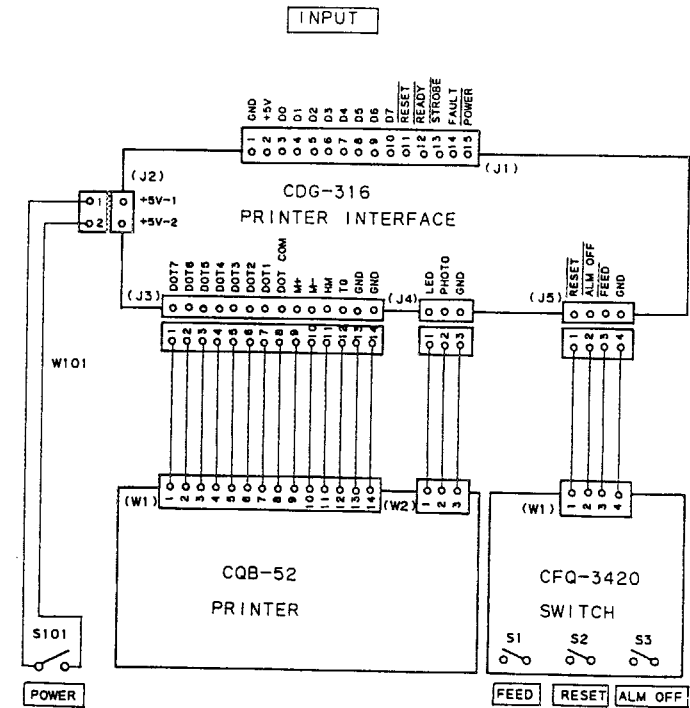 INPUT
GND +5V D0 D1 D2 D3 D4 D5 D6 D7 RESET READY STROBE FAULT POWER
1 2 3 4 5 6 7 8 9 10 11 12 13 14 15
(J2) (J1)
CDG-316
PRINTER INTERFACE
1 +5V-1
2 +5V-2
(J3) DOT7 DOT6 DOT5 DOT4 DOT3 DOT2 DOT1 DOT COM M+ M- HM TG GND GND
(J4) LED PHOTO GND
(J5) RESET ALM OFF FEED GND
1 2 3 4 5 6 7 8 9 10 11 12 13 14
1 2 3
1 2 3 4
W101
(W1) 1 2 3 4 5 6 7 8 9 10 11 12 13 14
(W2) 1 2 3
(W1) 1 2 3 4
CQB-52
PRINTER
CFQ-3420
SWITCH
S101
S1 S2 S3
POWER
FEED RESET ALM OFF